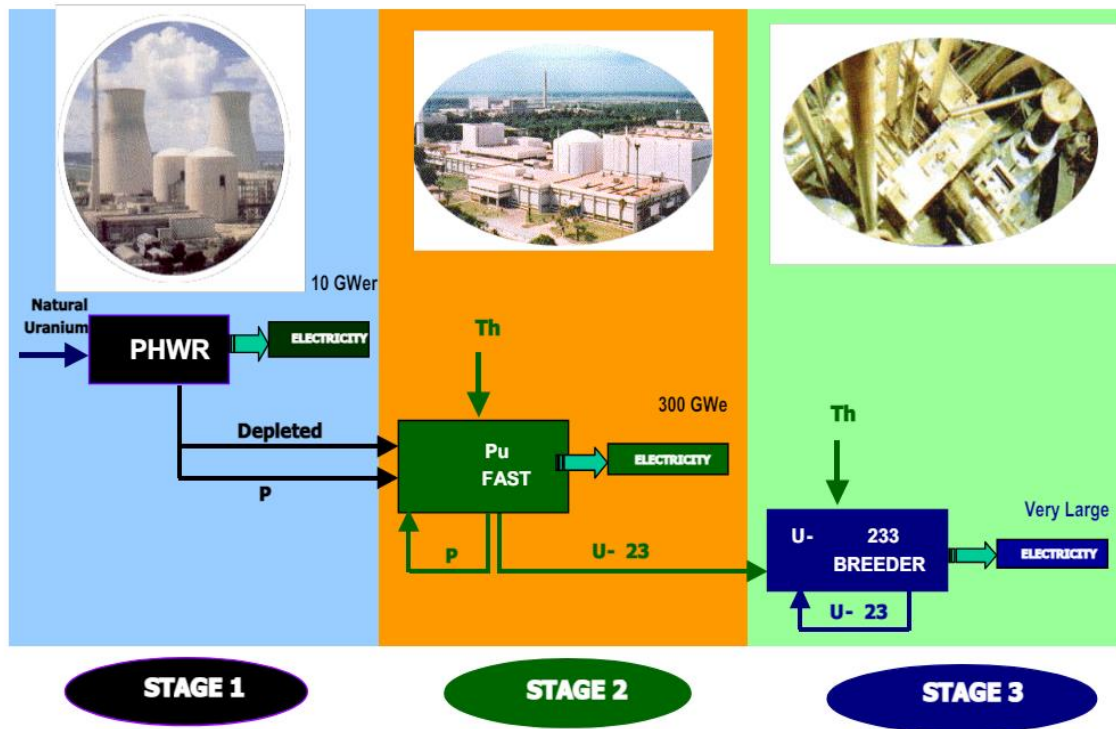 10 GWer
Natural
Uranium
PHWR
ELECTRICITY
Depleted
P
Th
300 GWe
Pu
FAST
ELECTRICITY
P
U- 23
Th
Very Large
U- 233
BREEDER
ELECTRICITY
U- 23
STAGE 1
STAGE 2
STAGE 3